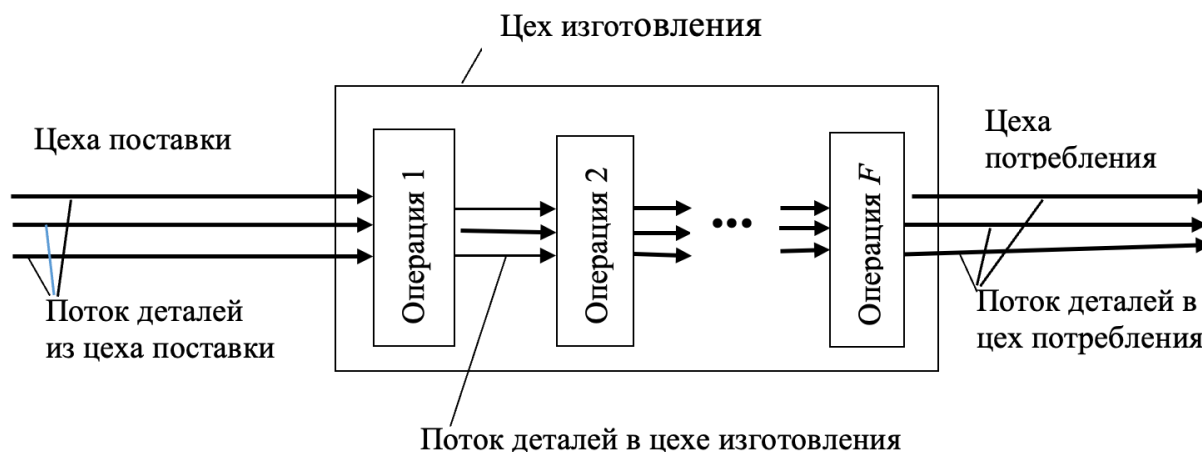 Цех изготовления
Цеха поставки
Цеха
потребления
Операция 1
Операция 2
•••
Операция F
Поток деталей
из цеха поставки
Поток деталей в
цех потребления
Поток деталей в цехе изготовления